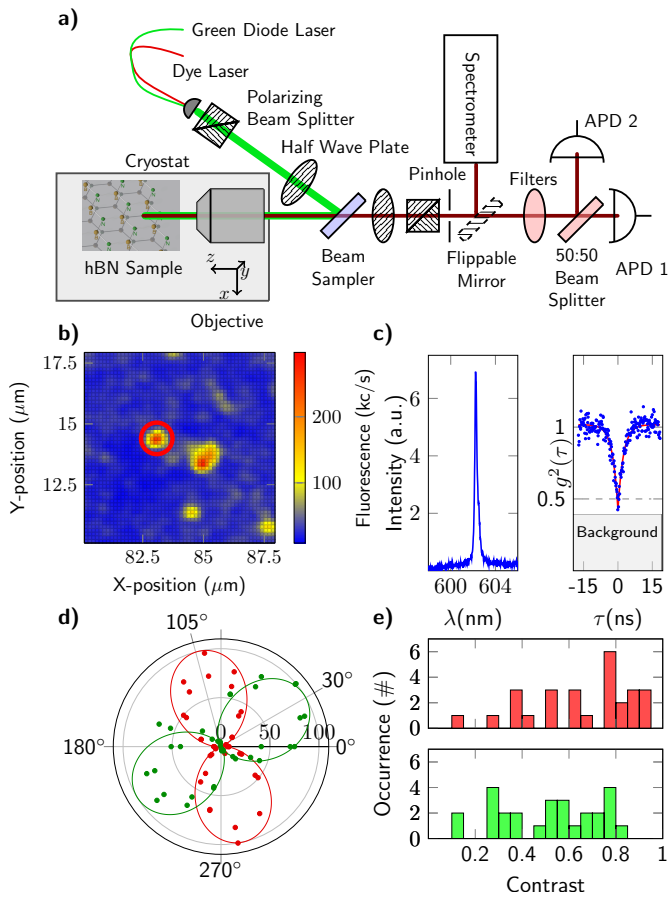 a)
Green Diode Laser
Dye Laser
Polarizing
Beam Splitter
Half Wave Plate
Spectrometer
APD 2
Cryostat
Pinhole
Filters
hBN Sample
z
y
x
Objective
Beam
Sampler
Flippable
Mirror
50:50
Beam
Splitter
APD 1
b)
17.5
15
12.5
82.5 85 87.5
Y-position (μm)
X-position (μm)
200
100
Fluorescence (kc/s)
c)
Intensity (a.u.)
6
4
2
600 604
λ(nm)
g²(τ)
1
0.5
Background
-15 0 15
τ(ns)
d)
105°
30°
0 50 100
0°
180°
270°
e)
Occurrence (#)
6
4
2
0
6
4
2
0
0.2 0.4 0.6 0.8 1
Contrast